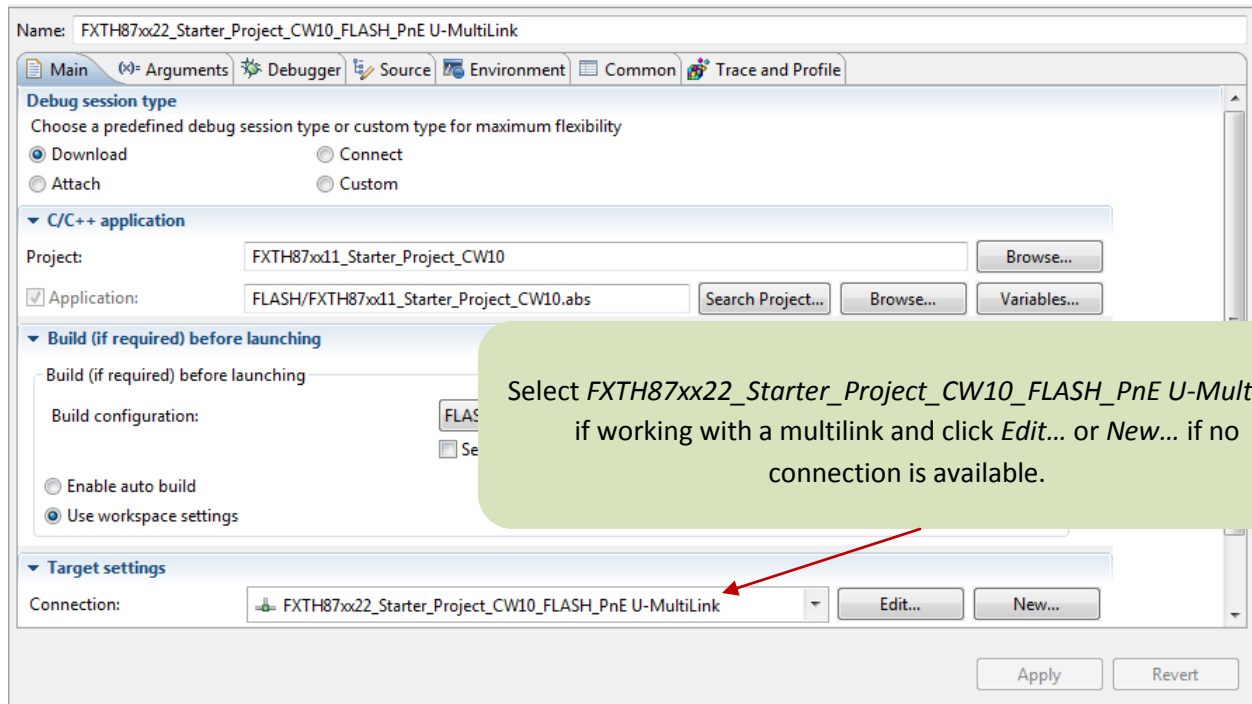 Name: FXTH87xx22_Starter_Project_CW10_FLASH_PnE U-MultiLink
Main (x)= Arguments Debugger Source Environment Common Trace and Profile
Debug session type
Choose a predefined debug session type or custom type for maximum flexibility
Download Connect
Attach Custom
C/C++ application
Project: FXTH87xx11_Starter_Project_CW10 Browse...
Application: FLASH/FXTH87xx11_Starter_Project_CW10.abs Search Project... Browse... Variables...
Build (if required) before launching
Build (if required) before launching
Build configuration: FLAS
Se
Select FXTH87xx22_Starter_Project_CW10_FLASH_PnE U-Mult
if working with a multilink and click Edit... or New... if no
connection is available.
Enable auto build
Use workspace settings
Target settings
Connection: FXTH87xx22_Starter_Project_CW10_FLASH_PnE U-MultiLink Edit... New...
Apply Revert